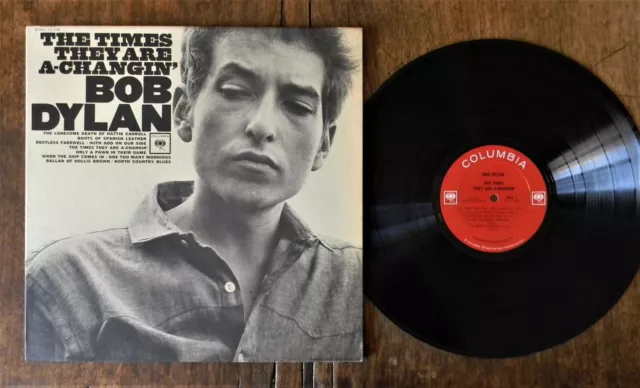 THE TIMES
THEY ARE
A-CHANGIN'
BOB
DYLAN
THE LONESOME DEATH OF HATTIE CARROLL
BOOTS OF SPANISH LEATHER
RESTLESS FAREWELL · WITH GOD ON OUR SIDE
THE TIMES THEY ARE A-CHANGIN'
ONLY A PAWN IN THEIR GAME
WHEN THE SHIP COMES IN · ONE TOO MANY MORNINGS
BALLAD OF HOLLIS BROWN · NORTH COUNTRY BLUES
COLUMBIA
BOB DYLAN
THE TIMES
THEY ARE A-CHANGIN'